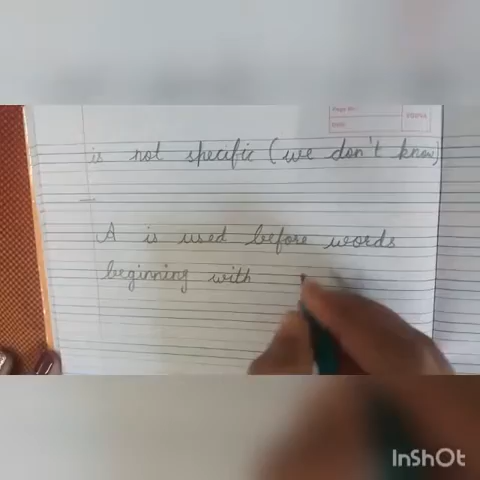 is not specific (we don't know)
A is used before words
beginning with
InShOt